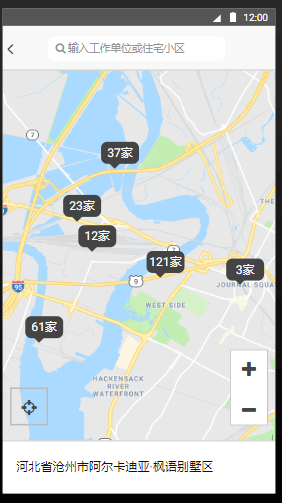 12:00
输入工作单位或住宅小区
7
37家
THE
23家
12家
7
121家
3家
9
JOURNAL SQUA
95
WEST SIDE
61家
HACKENSACK
RIVER
WATERFRONT
河北省沧州市阿尔卡迪亚·枫语别墅区